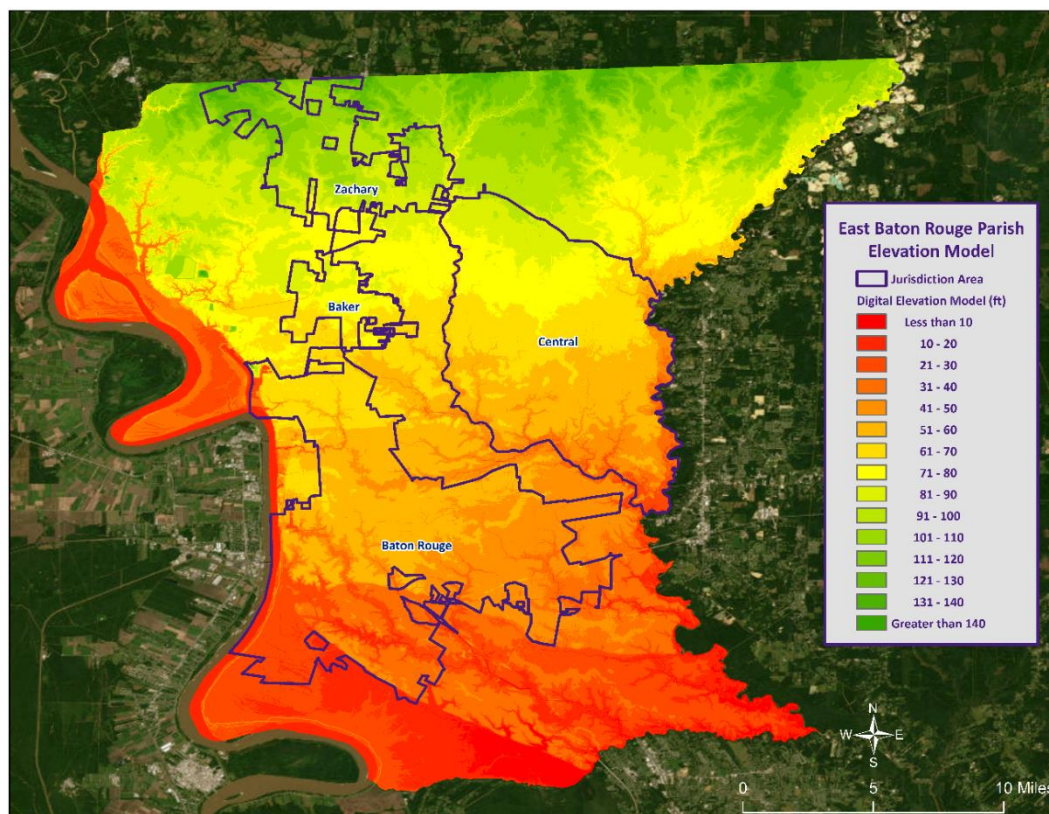 Zachary
Baker
Central
Baton Rouge
East Baton Rouge Parish
Elevation Model
Jurisdiction Area
Digital Elevation Model (ft)
Less than 10
10 - 20
21 - 30
31 - 40
41 - 50
51 - 60
61 - 70
71 - 80
81 - 90
91 - 100
101 - 110
111 - 120
121 - 130
131 - 140
Greater than 140
N
W E
S
0 5 10 Miles